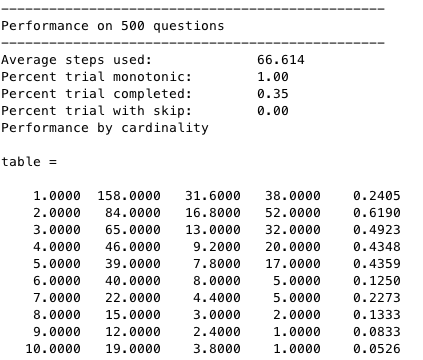 Performance on 500 questions
Average steps used: 66.614
Percent trial monotonic: 1.00
Percent trial completed: 0.35
Percent trial with skip: 0.00
Performance by cardinality
table =
1.0000 158.0000 31.6000 38.0000 0.2405
2.0000 84.0000 16.8000 52.0000 0.6190
3.0000 65.0000 13.0000 32.0000 0.4923
4.0000 46.0000 9.2000 20.0000 0.4348
5.0000 39.0000 7.8000 17.0000 0.4359
6.0000 40.0000 8.0000 5.0000 0.1250
7.0000 22.0000 4.4000 5.0000 0.2273
8.0000 15.0000 3.0000 2.0000 0.1333
9.0000 12.0000 2.4000 1.0000 0.0833
10.0000 19.0000 3.8000 1.0000 0.0526